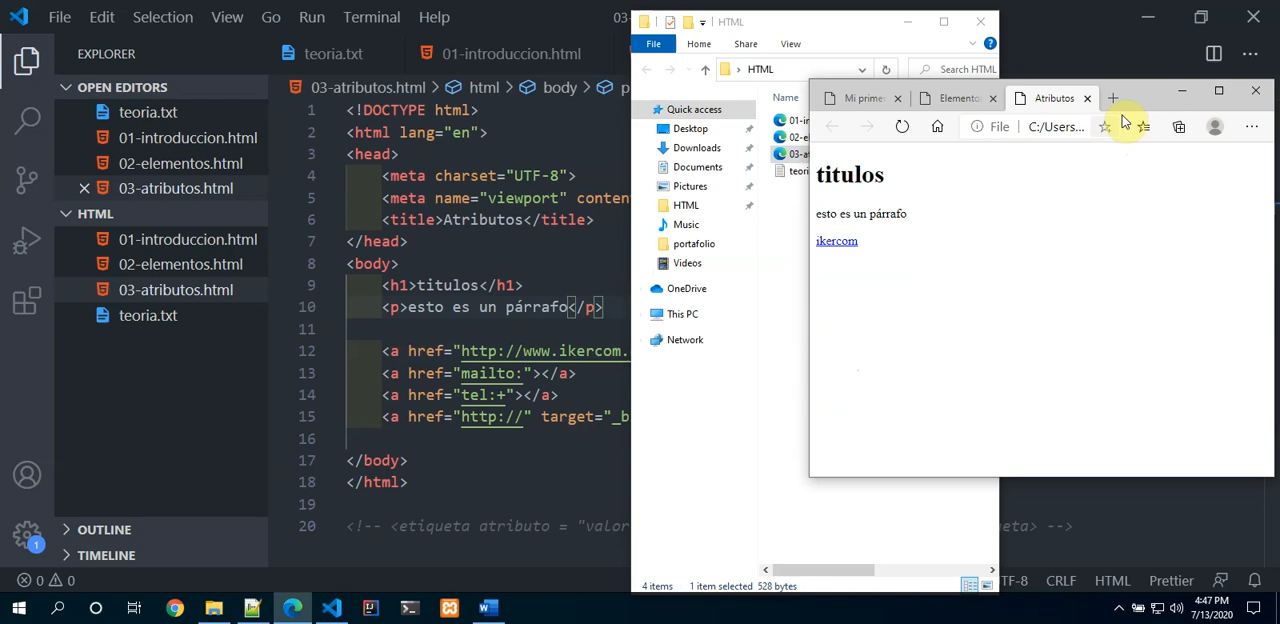 File Edit Selection View Go Run Terminal Help
EXPLORER
OPEN EDITORS
teoria.txt
01-introduccion.html
02-elementos.html
03-atributos.html
HTML
01-introduccion.html
02-elementos.html
03-atributos.html
teoria.txt
OUTLINE
TIMELINE
teoria.txt 01-introduccion.html
03-atributos.html > html > body >
1 <!DOCTYPE html>
2 <html lang="en">
3 <head>
4 <meta charset="UTF-8">
5 <meta name="viewport"
6 <title>Atributos</title>
7 </head>
8 <body>
9 <h1>titulos</h1>
10 <p>esto es un párrafo</p>
11
12 <a href="http://www.ikercom.
13 <a href="mailto:"></a>
14 <a href="tel:+"></a>
15 <a href="http://"
16
17 </body>
18 </html>
19
20 <!-- <etiqueta atributo = "valor
-->
HTML
File Home Share View
HTML
Search HTML
Quick access
Desktop
Downloads
Documents
Pictures
HTML
Music
portafolio
Videos
OneDrive
This PC
Network
Name
4 items 1 item selected 528 bytes
Atributos
File C:/Users...
titulos
esto es un párrafo
ikercom
0 0
CRLF HTML Prettier
1
4:47 PM
7/13/2020